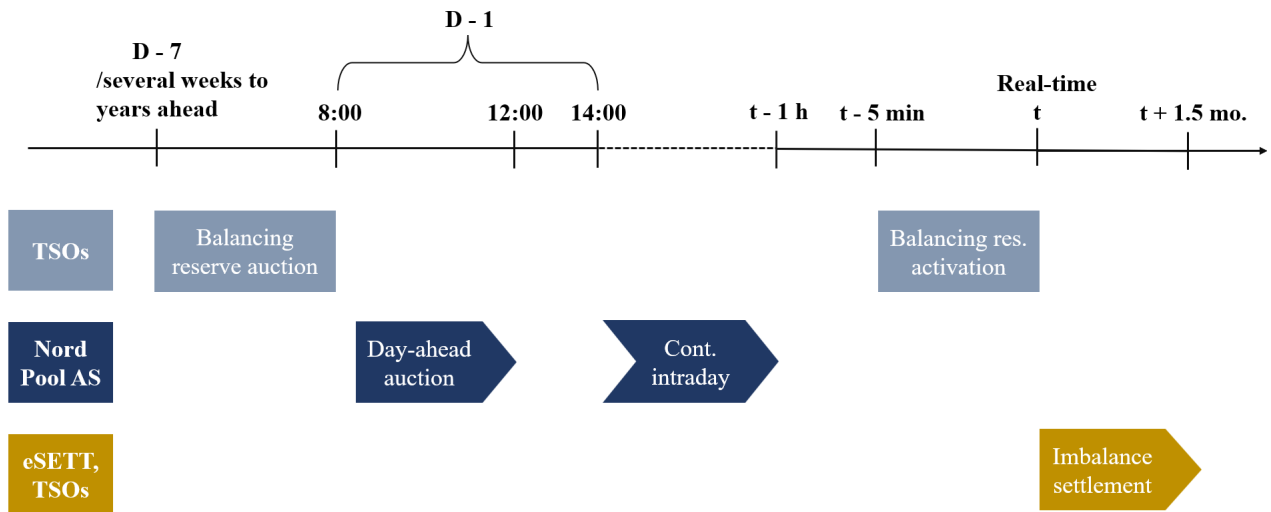 D - 1
D - 7
/several weeks to
years ahead
8:00
12:00
14:00
t - 1 h
t - 5 min
Real-time
t
t + 1.5 mo.
TSOs
Balancing
reserve auction
Balancing res.
activation
Nord
Pool AS
Day-ahead
auction
Cont.
intraday
eSETT,
TSOs
Imbalance
settlement